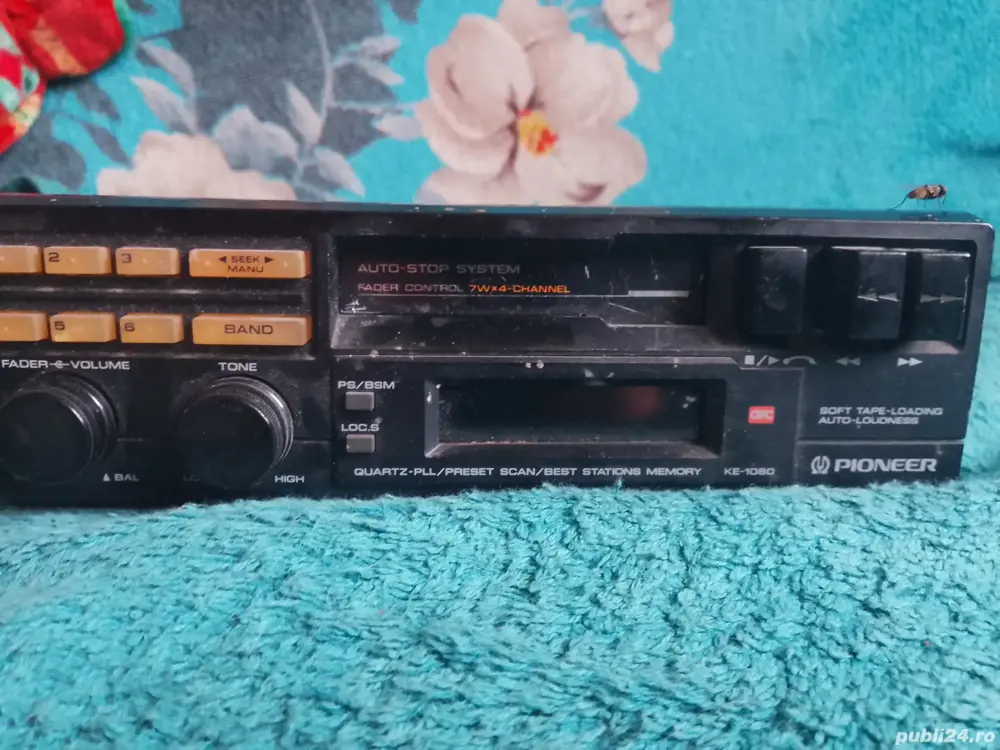 2 3 ◄ SEEK ►
MANU
5 6 BAND
FADER VOLUME TONE
▲ BAL LOW HIGH
AUTO-STOP SYSTEM
FADER CONTROL 7W×4-CHANNEL
■/►
◄◄ ►►
PS/BSM
LOC.S
SOFT TAPE-LOADING
AUTO-LOUDNESS
QUARTZ-PLL/PRESET SCAN/BEST STATIONS MEMORY KE-1080
PIONEER
publi24.ro